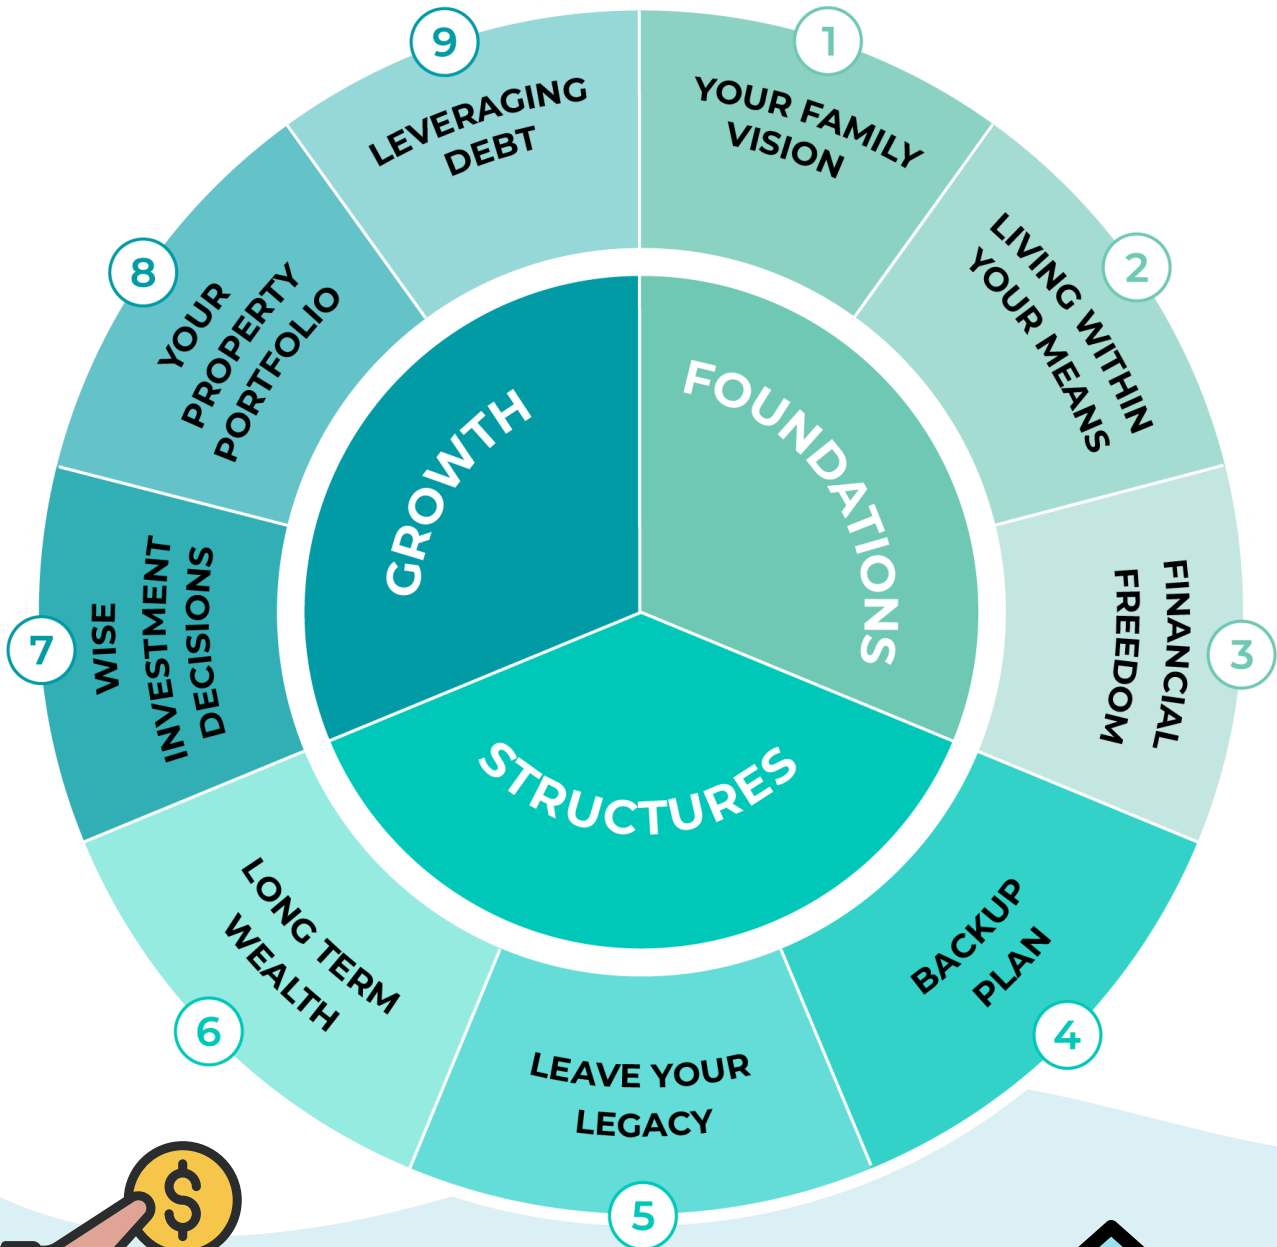 1
YOUR FAMILY
VISION
2
LIVING WITHIN
YOUR MEANS
3
FINANCIAL
FREEDOM
4
BACKUP
PLAN
5
LEAVE YOUR
LEGACY
6
LONG TERM
WEALTH
7
WISE
INVESTMENT
DECISIONS
8
YOUR
PROPERTY
PORTFOLIO
9
LEVERAGING
DEBT
FOUNDATIONS
STRUCTURES
GROWTH
$